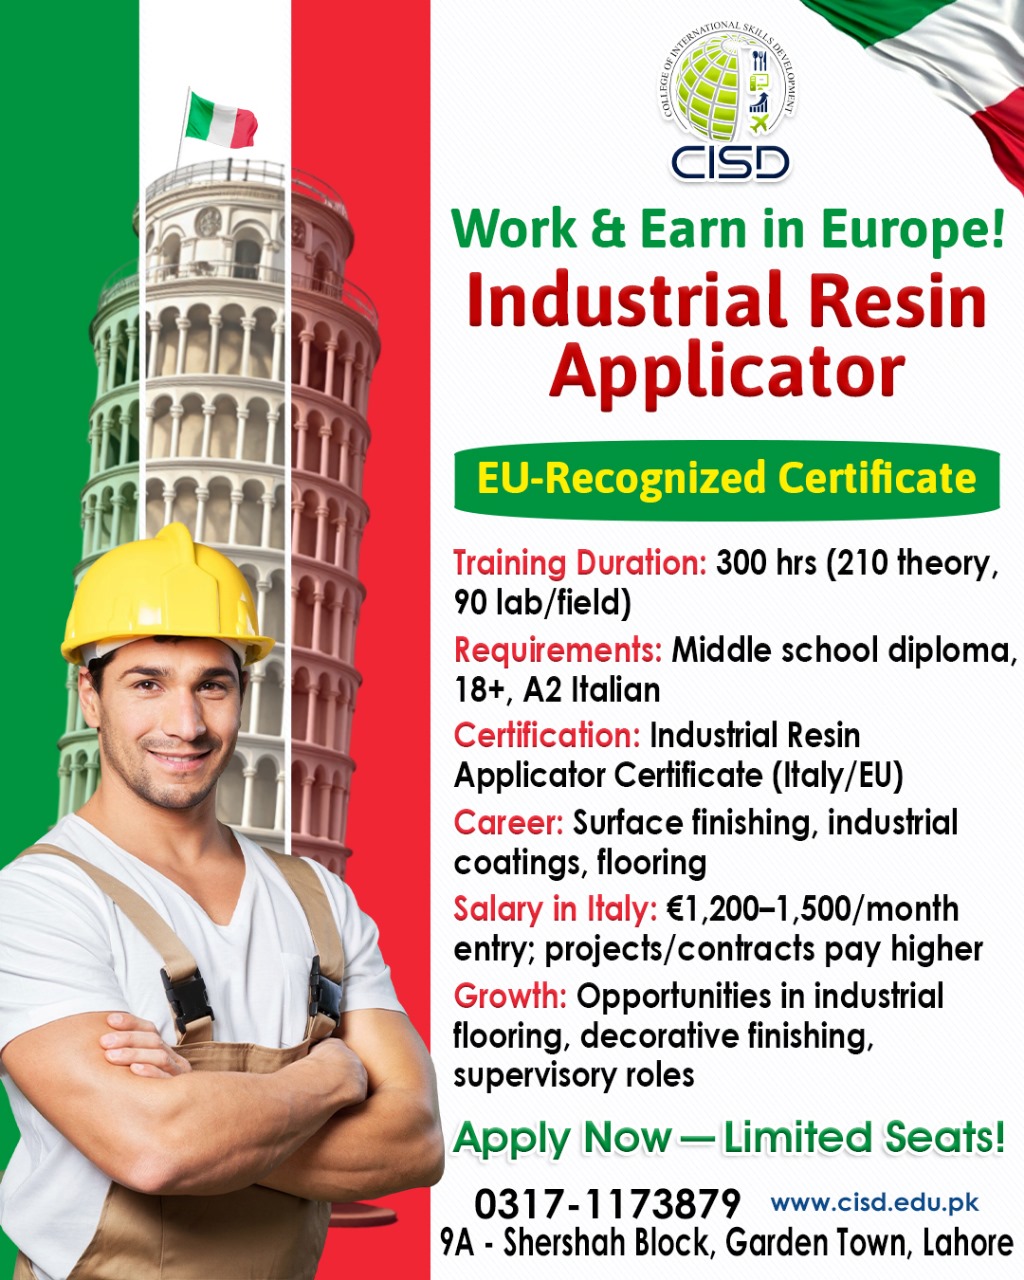 COLLEGE OF INTERNATIONAL SKILLS DEVELOPMENT
CISD
Work & Earn in Europe!
Industrial Resin
Applicator
EU-Recognized Certificate
Training Duration: 300 hrs (210 theory,
90 lab/field)
Requirements: Middle school diploma,
18+, A2 Italian
Certification: Industrial Resin
Applicator Certificate (Italy/EU)
Career: Surface finishing, industrial
coatings, flooring
Salary in Italy: €1,200–1,500/month
entry; projects/contracts pay higher
Growth: Opportunities in industrial
flooring, decorative finishing,
supervisory roles
Apply Now — Limited Seats!
0317-1173879 www.cisd.edu.pk
9A - Shershah Block, Garden Town, Lahore